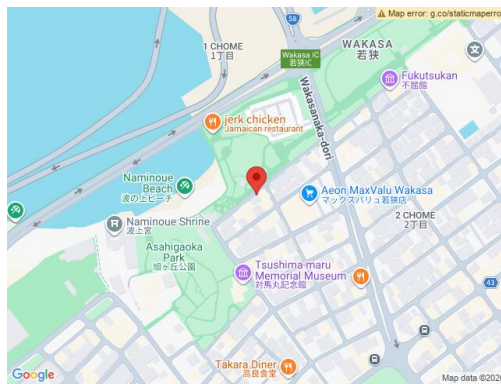 Map error: g.co/staticmaperro
58
1 CHOME
1丁目
WAKASA
若狭
Wakasa IC
若狭IC
Fukutsukan
不屈館
jerk chicken
Jamaican restaurant
Wakasanaka-dori
Naminoue
Beach
波の上ビーチ
Aeon MaxValu Wakasa
マックスバリュ若狭店
Naminoue Shrine
波上宮
2 CHOME
2丁目
Asahigaoka
Park
旭ヶ丘公園
Tsushima-maru
Memorial Museum
対馬丸記念館
43
Takara Diner
高良食堂
Google
Map data ©202